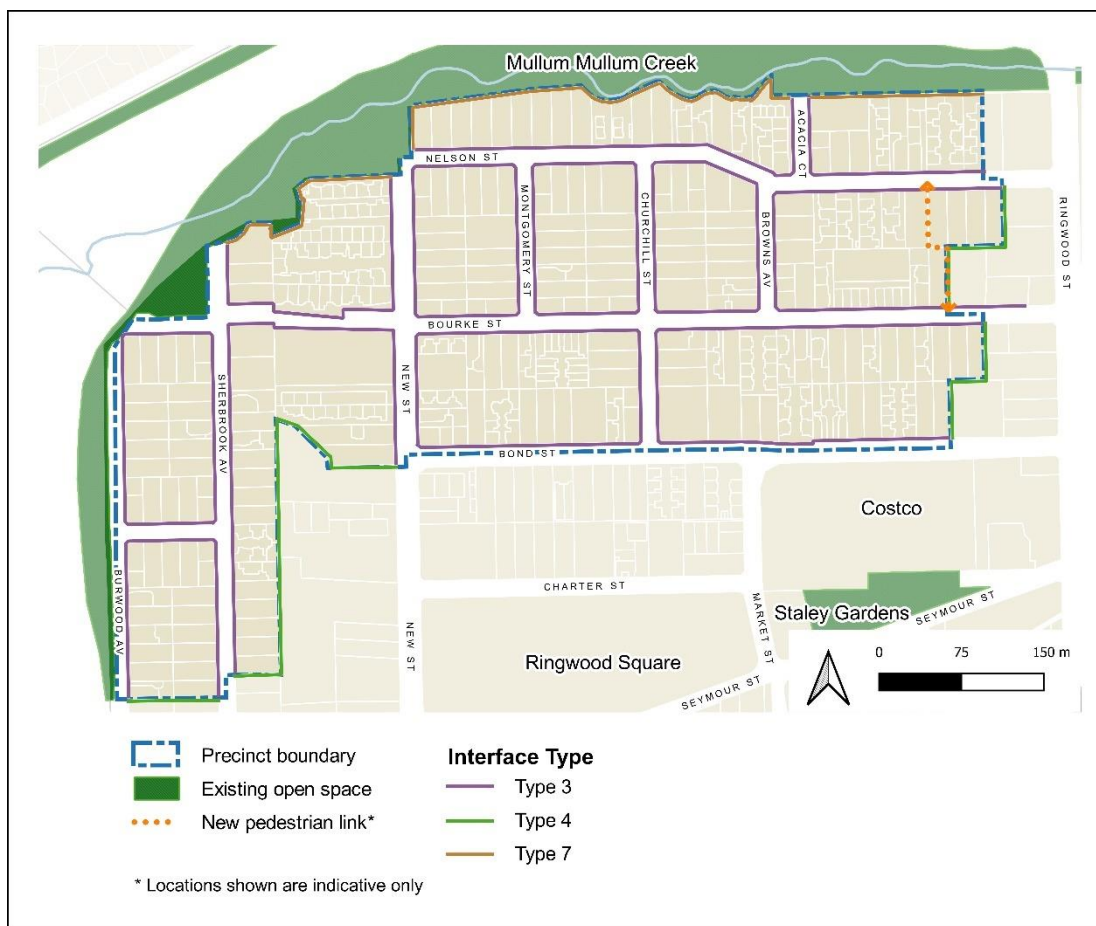 Mullum Mullum Creek
ACACIA CT
NELSON ST
MONTGOMERY ST
CHURCHILL ST
BROWNS AV
RINGWOOD ST
BOURKE ST
SHERBROOK AV
NEW ST
BOND ST
Costco
BURWOOD AV
CHARTER ST
MARKET ST
Staley Gardens
SEYMOUR ST
NEW ST
Ringwood Square
SEYMOUR ST
0 75 150 m
Precinct boundary
Existing open space
New pedestrian link*
* Locations shown are indicative only
Interface Type
Type 3
Type 4
Type 7